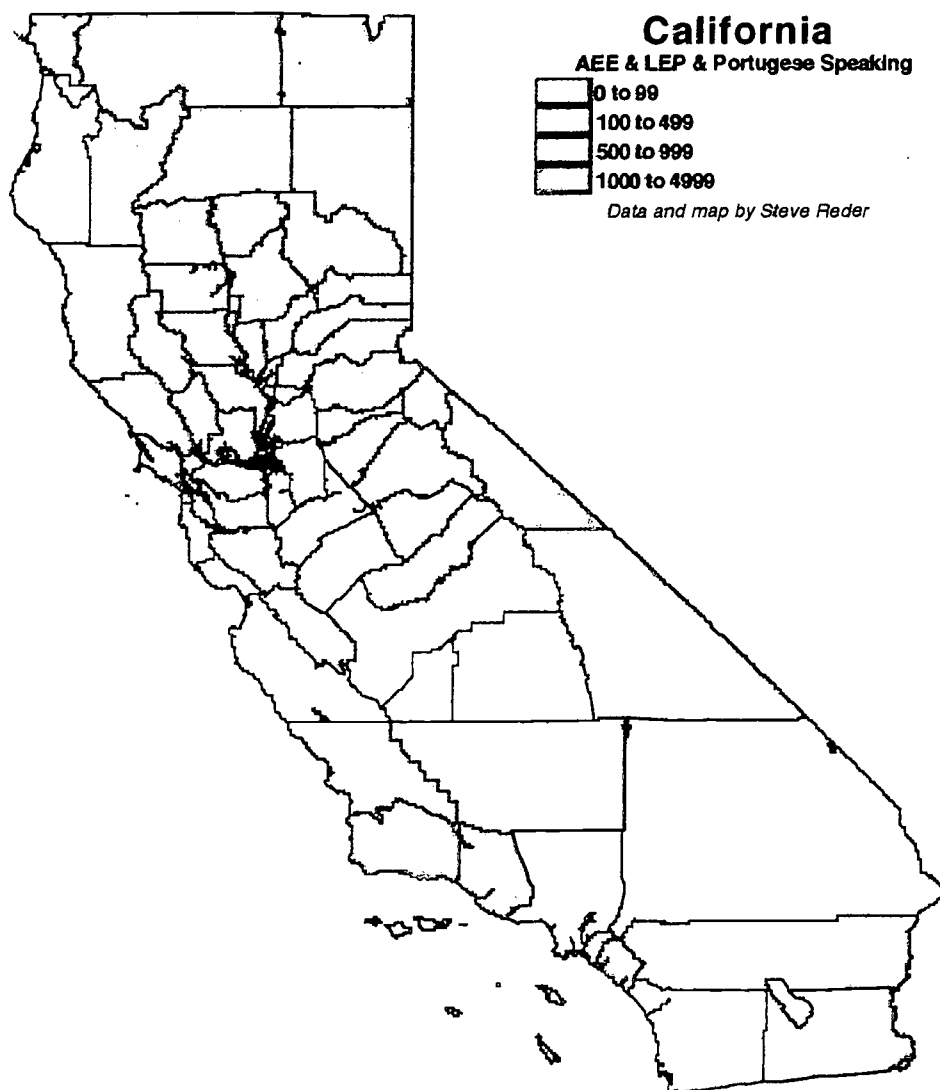 California
AEE & LEP & Portugese Speaking
0 to 99
100 to 499
500 to 999
1000 to 4999
Data and map by Steve Reder